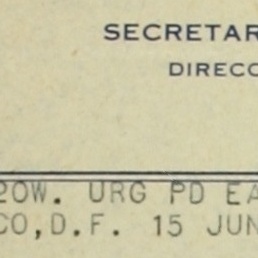 SECRETAR
DIRECC
20W. URG PD EA
CO,D.F. 15 JUN